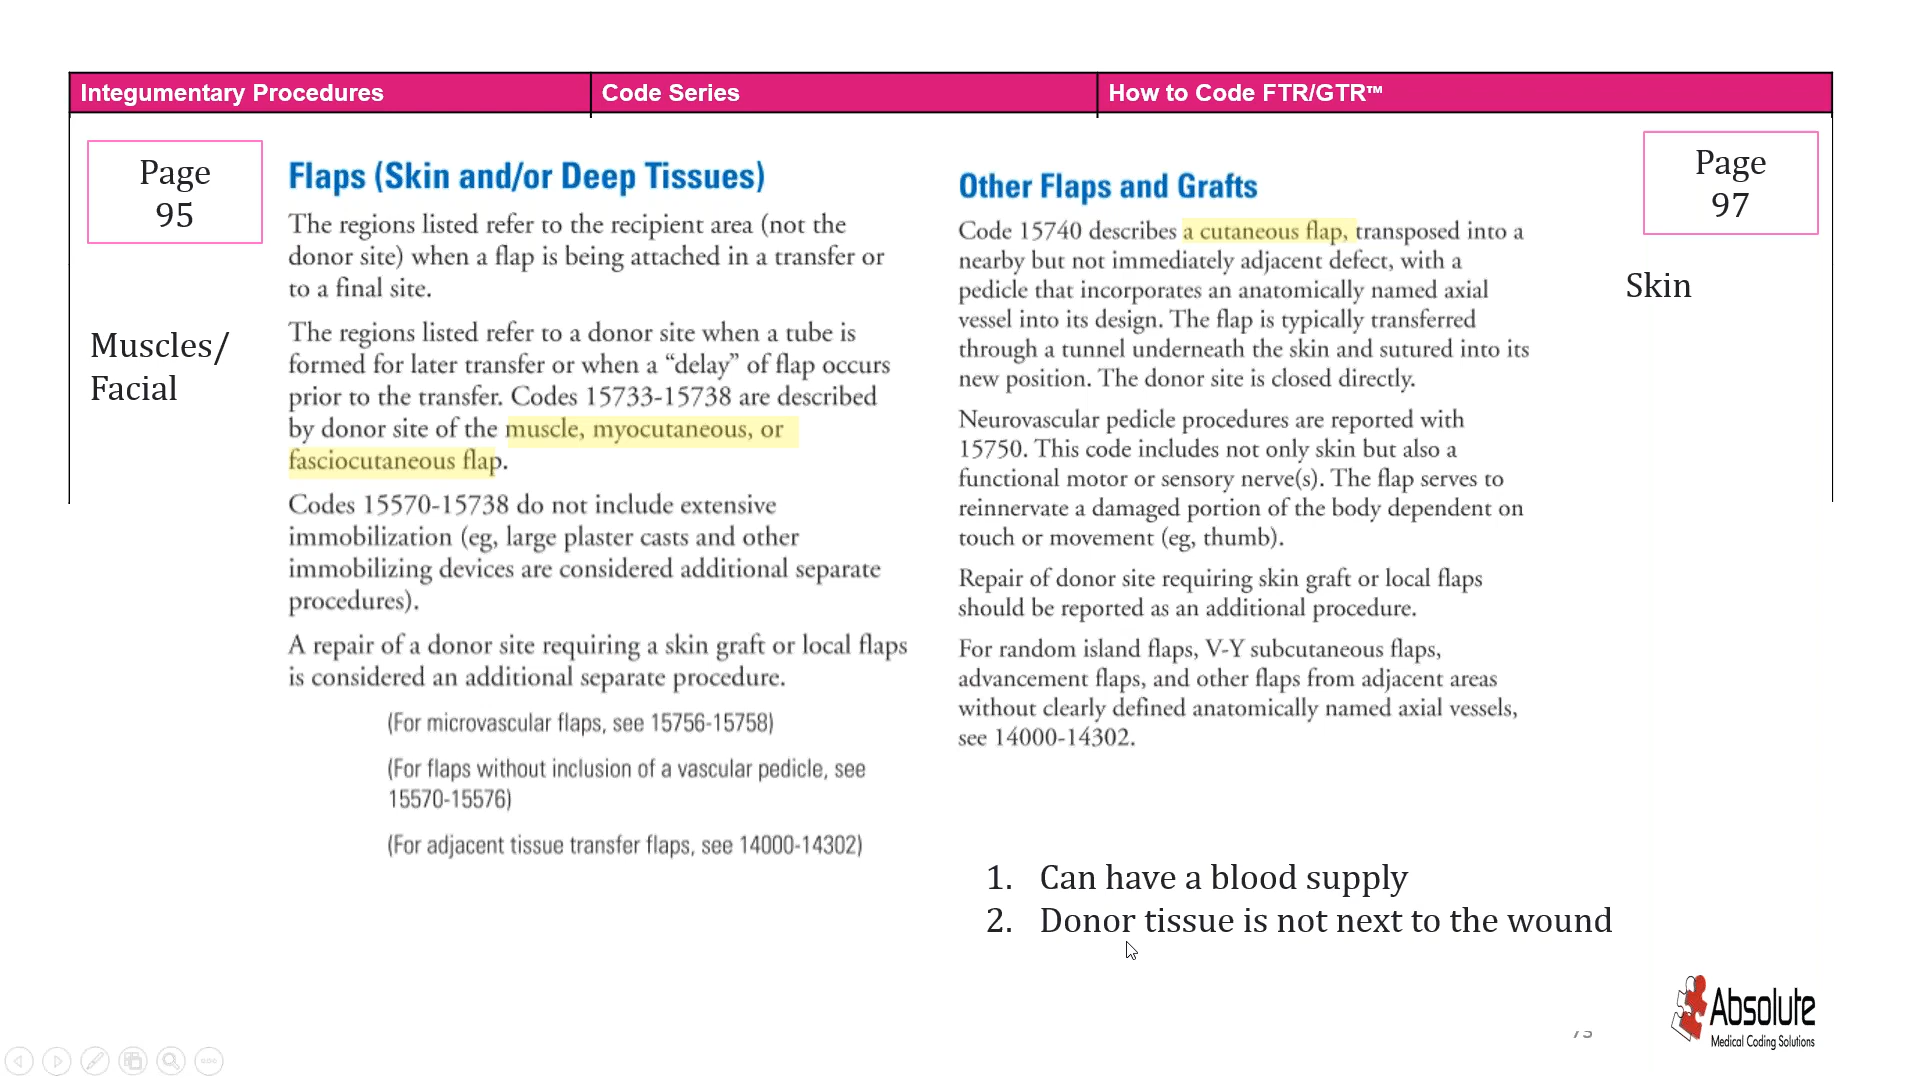 Integumentary Procedures
Code Series
How to Code FTR/GTR™
Page
95
Muscles/
Facial
Flaps (Skin and/or Deep Tissues)
The regions listed refer to the recipient area (not the
donor site) when a flap is being attached in a transfer or
to a final site.
The regions listed refer to a donor site when a tube is
formed for later transfer or when a “delay” of flap occurs
prior to the transfer. Codes 15733-15738 are described
by donor site of the muscle, myocutaneous, or
fasciocutaneous flap.
Codes 15570-15738 do not include extensive
immobilization (eg, large plaster casts and other
immobilizing devices are considered additional separate
procedures).
A repair of a donor site requiring a skin graft or local flaps
is considered an additional separate procedure.
(For microvascular flaps, see 15756-15758)
(For flaps without inclusion of a vascular pedicle, see
15570-15576)
(For adjacent tissue transfer flaps, see 14000-14302)
Other Flaps and Grafts
Code 15740 describes a cutaneous flap, transposed into a
nearby but not immediately adjacent defect, with a
pedicle that incorporates an anatomically named axial
vessel into its design. The flap is typically transferred
through a tunnel underneath the skin and sutured into its
new position. The donor site is closed directly.
Neurovascular pedicle procedures are reported with
15750. This code includes not only skin but also a
functional motor or sensory nerve(s). The flap serves to
reinnervate a damaged portion of the body dependent on
touch or movement (eg, thumb).
Repair of donor site requiring skin graft or local flaps
should be reported as an additional procedure.
For random island flaps, V-Y subcutaneous flaps,
advancement flaps, and other flaps from adjacent areas
without clearly defined anatomically named axial vessels,
see 14000-14302.
Page
97
Skin
1. Can have a blood supply
2. Donor tissue is not next to the wound
Absolute
Medical Coding Solutions